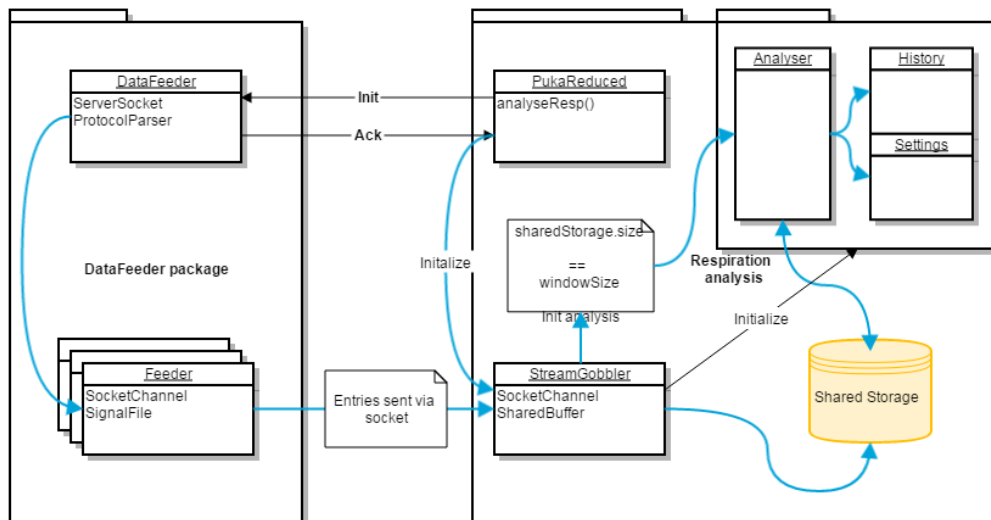 DataFeeder
ServerSocket
ProtocolParser
Init
Ack
PukaReduced
analyseResp()
Analyser
History
Settings
DataFeeder package
Initalize
sharedStorage.size
==
windowSize
Init analysis
Respiration
analysis
Initialize
Feeder
SocketChannel
SignalFile
Entries sent via
socket
StreamGobbler
SocketChannel
SharedBuffer
Shared Storage